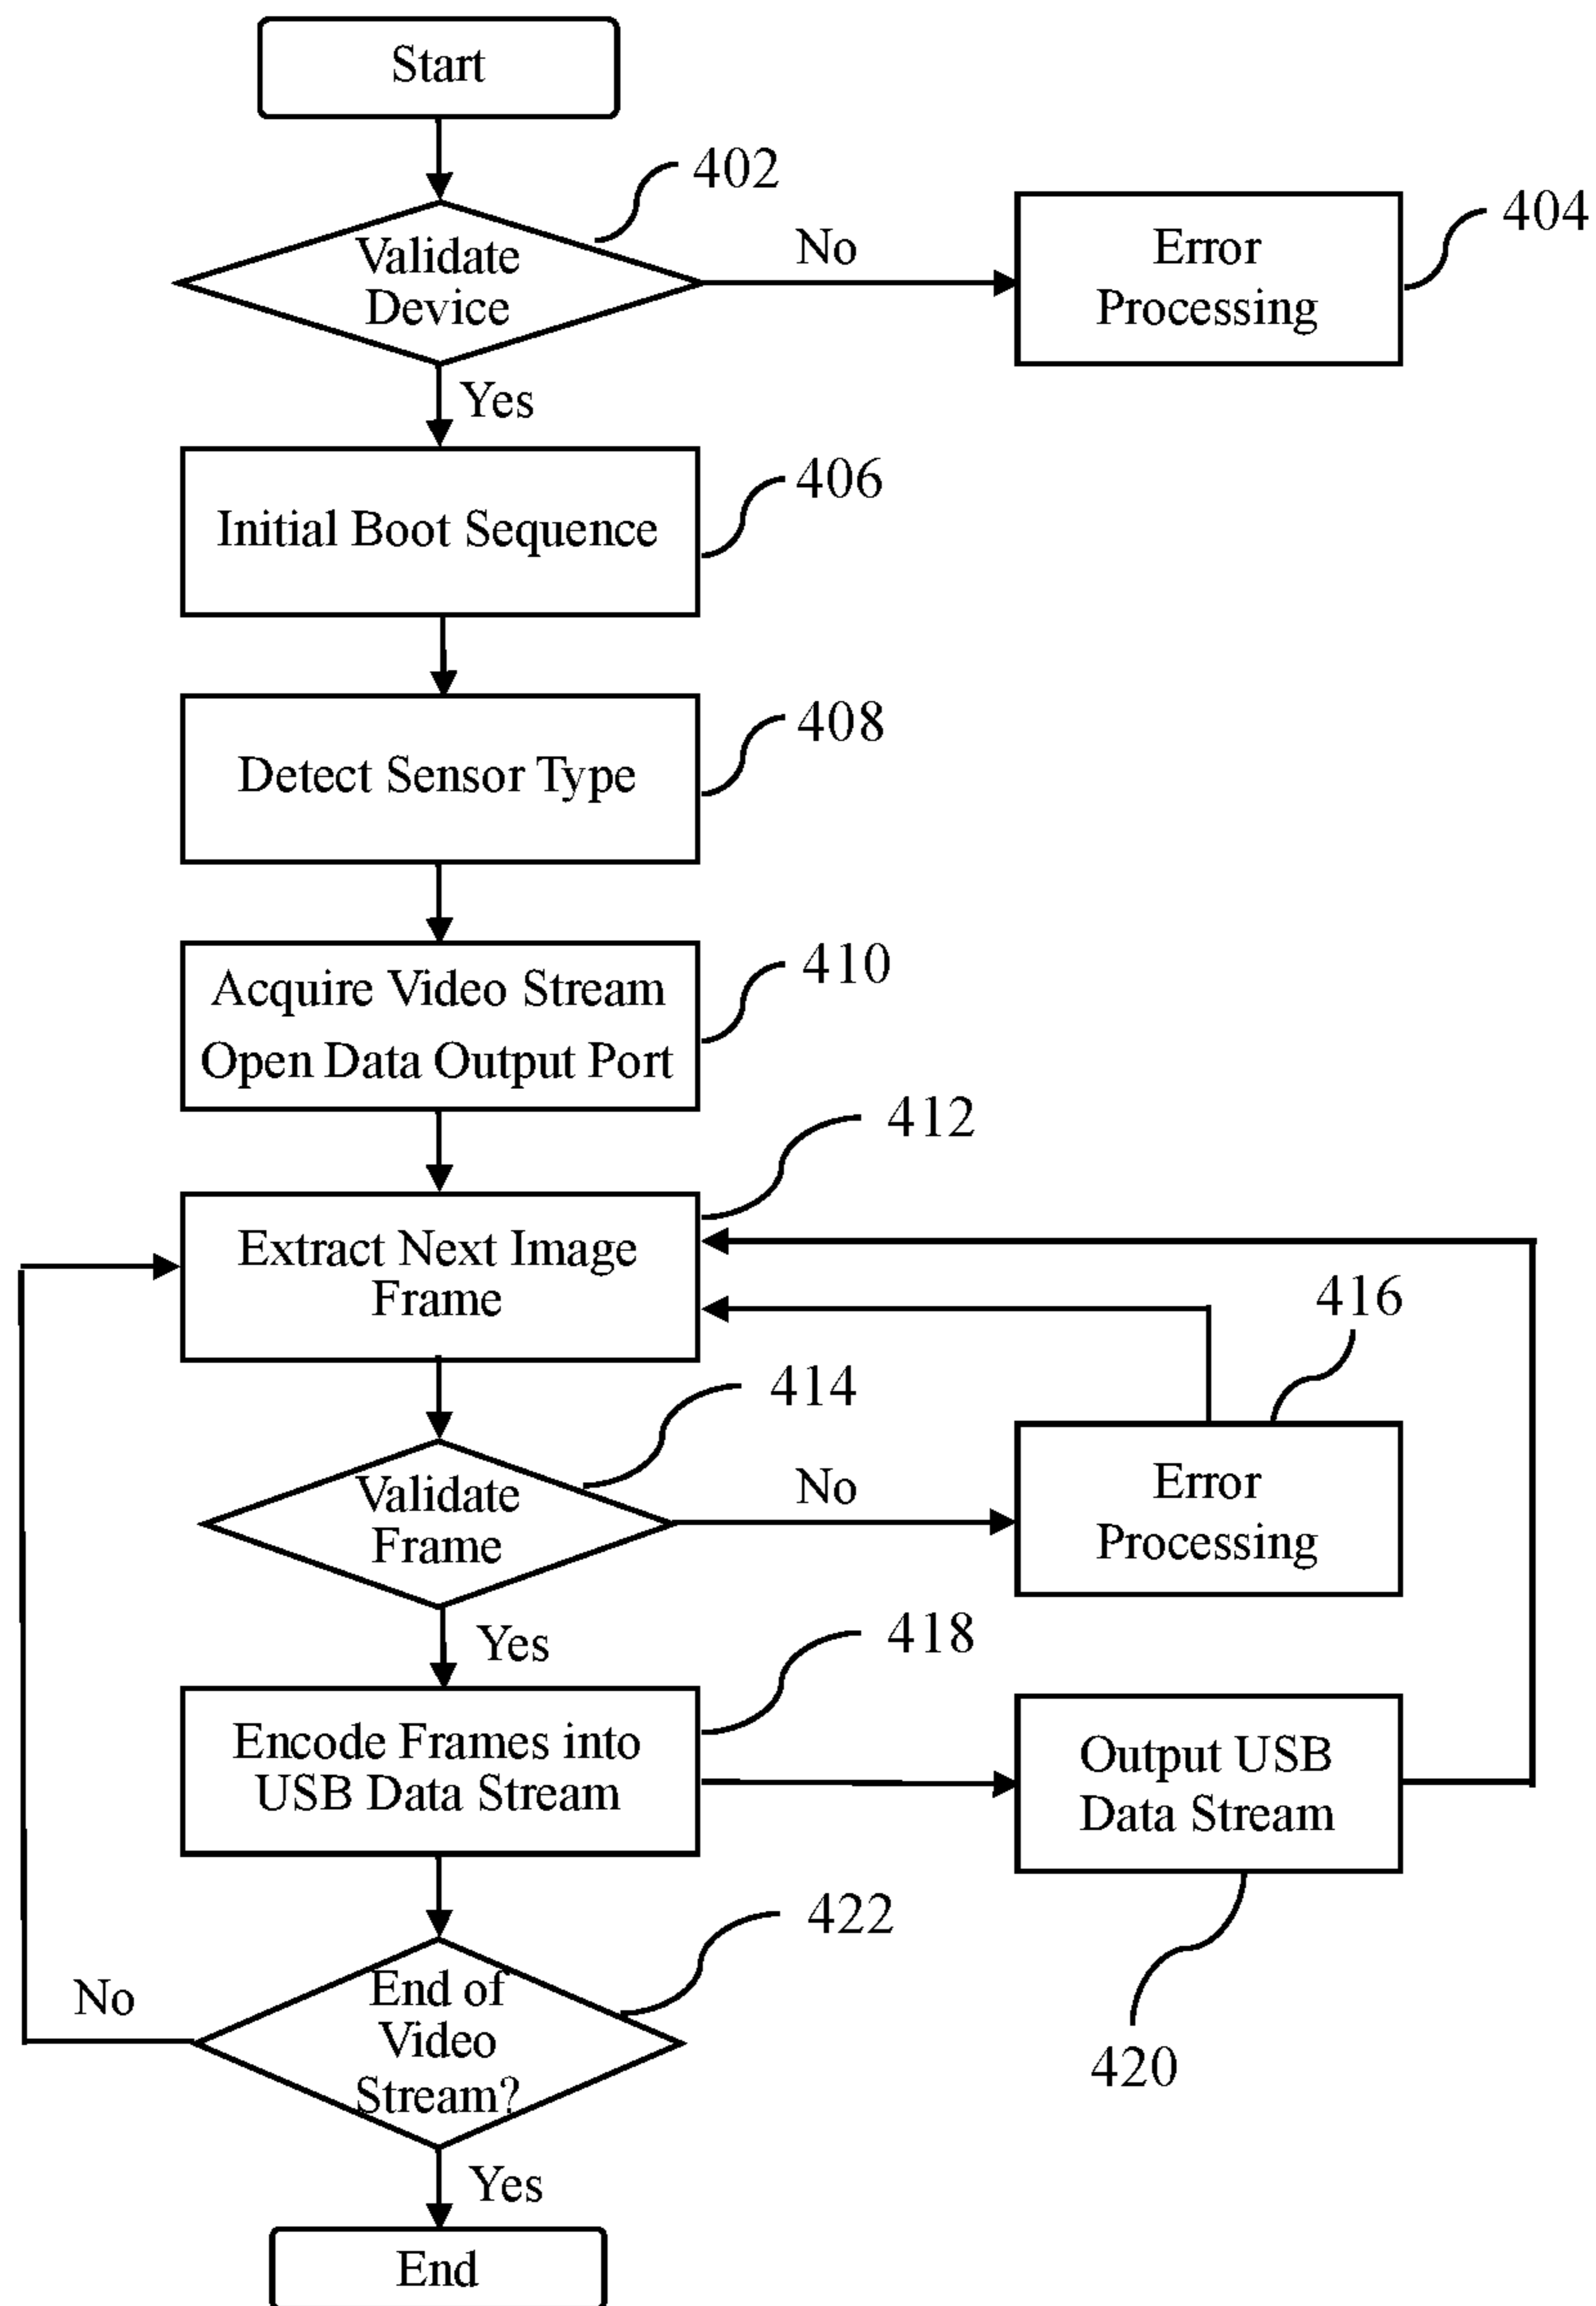 Start
402
Validate
Device
No
Error
Processing
404
Yes
Initial Boot Sequence
406
Detect Sensor Type
408
Acquire Video Stream
Open Data Output Port
410
412
Extract Next Image
Frame
416
414
Validate
Frame
No
Error
Processing
Yes
418
Encode Frames into
USB Data Stream
Output USB
Data Stream
420
422
End of
Video
Stream?
No
Yes
End